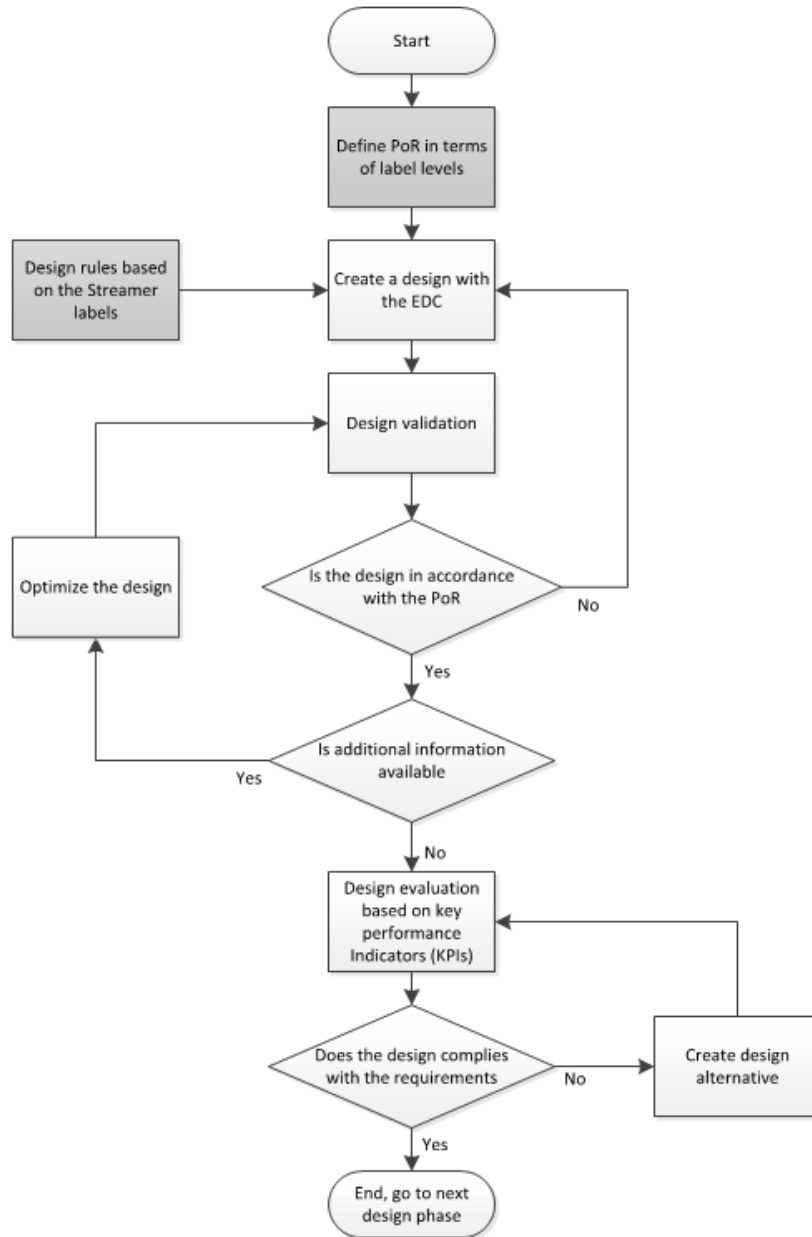 Start
Define PoR in terms
of label levels
Design rules based
on the Streamer
labels
Create a design with
the EDC
Design validation
Optimize the design
Is the design in accordance
with the PoR
No
Yes
Is additional information
available
Yes
No
Design evaluation
based on key
performance
Indicators (KPIs)
Does the design complies
with the requirements
No
Create design
alternative
Yes
End, go to next
design phase